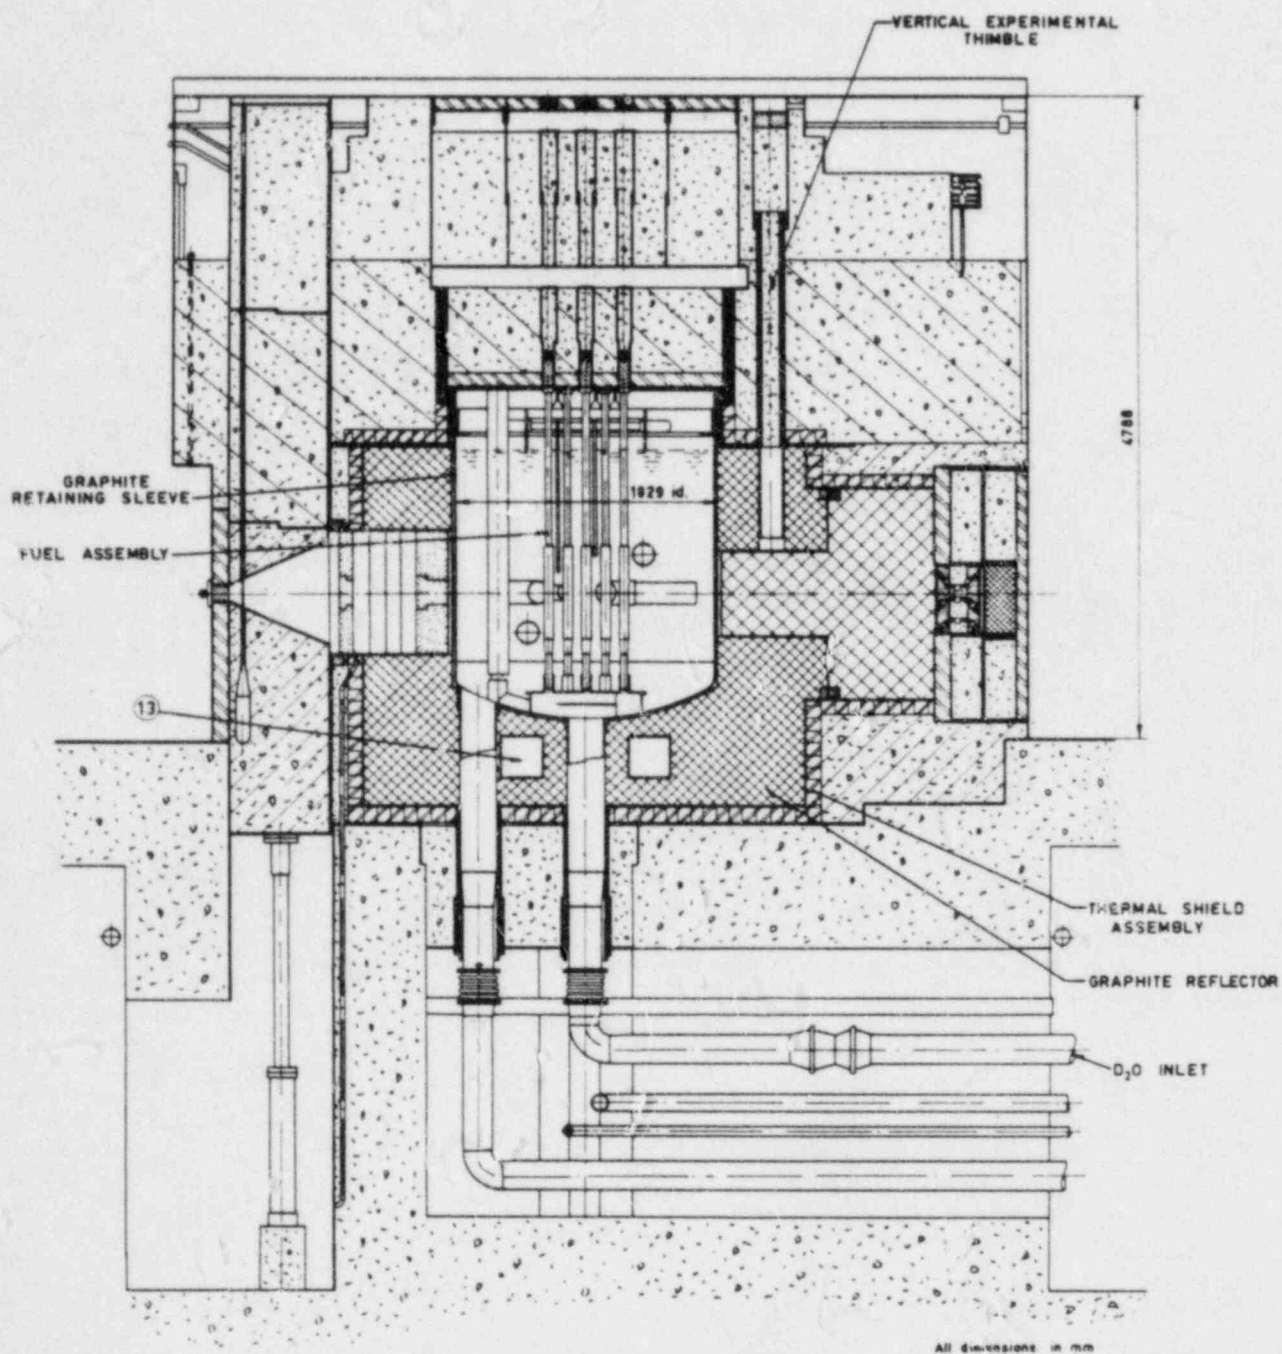 VERTICAL EXPERIMENTAL
THIMBLE
4788
GRAPHITE
RETAINING SLEEVE
1829 id.
FUEL ASSEMBLY
13
THERMAL SHIELD
ASSEMBLY
GRAPHITE REFLECTOR
D₂O INLET
All dimensions in mm